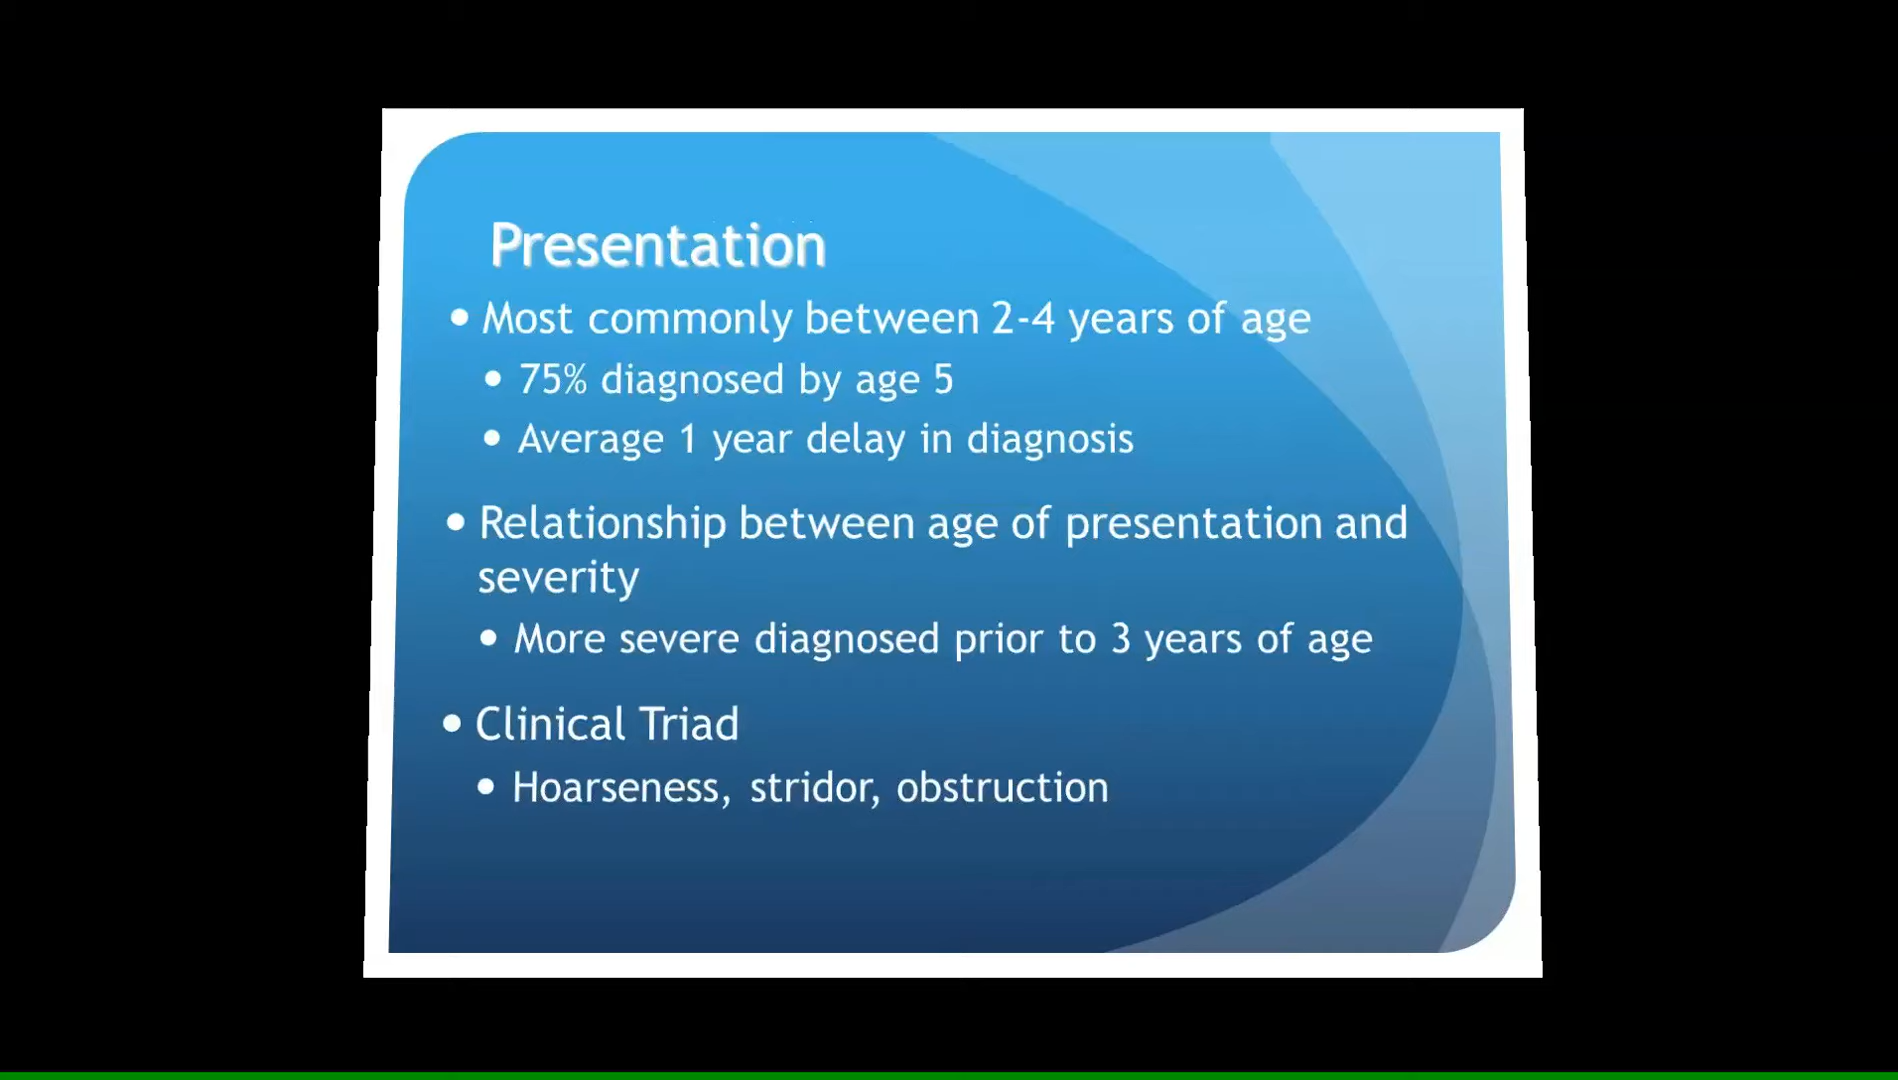 Presentation
• Most commonly between 2-4 years of age
• 75% diagnosed by age 5
• Average 1 year delay in diagnosis
• Relationship between age of presentation and
severity
• More severe diagnosed prior to 3 years of age
• Clinical Triad
• Hoarseness, stridor, obstruction